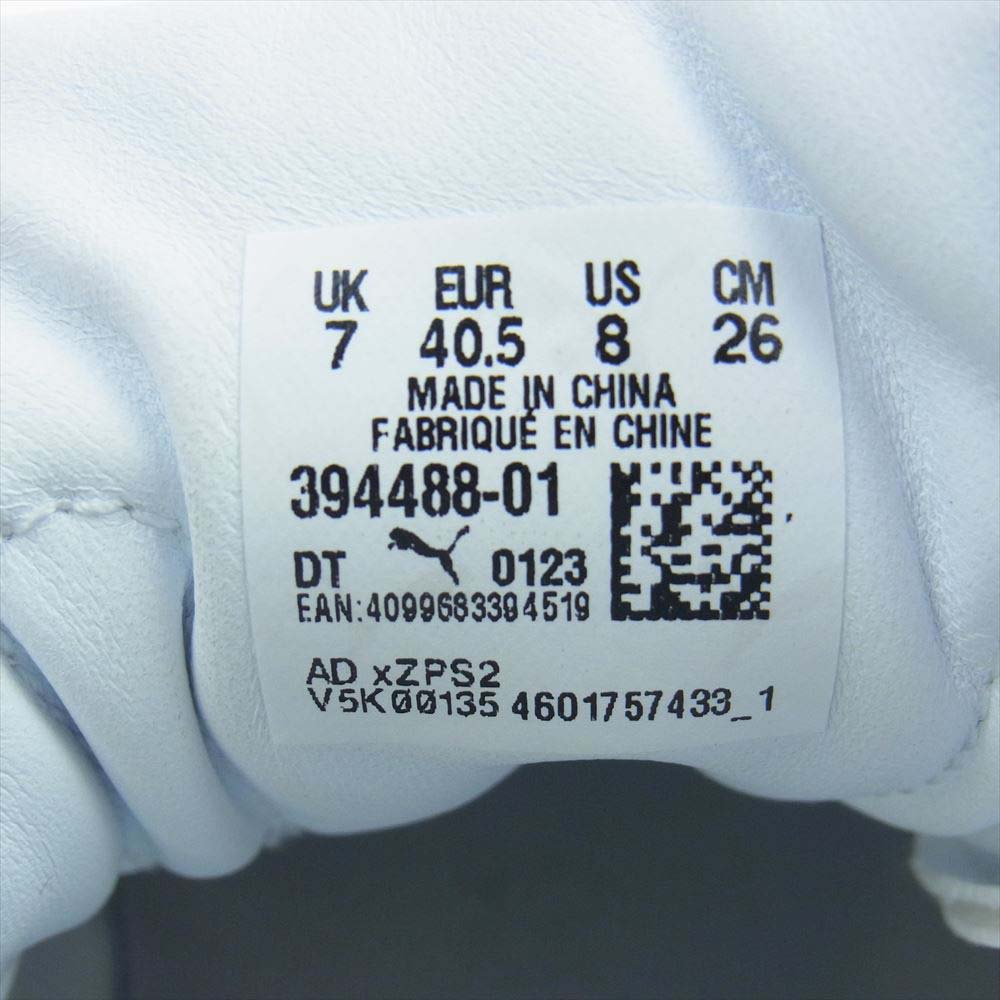 UK EUR US CM
7 40.5 8 26
MADE IN CHINA
FABRIQUÉ EN CHINE
394488-01
DT 0123
EAN:4099683394519
AD xZPS2
V5K00135 4601757433_1